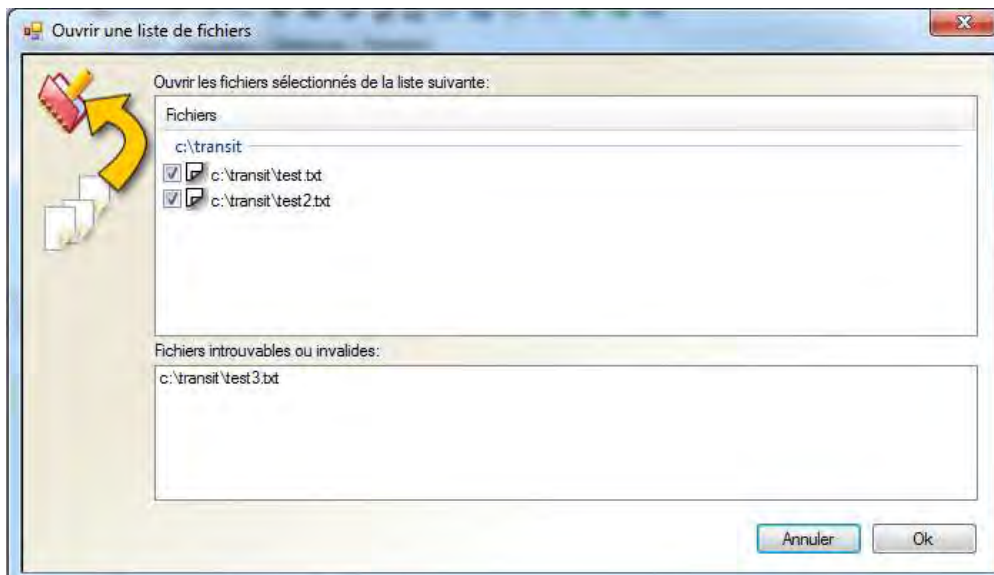 Ouvrir une liste de fichiers
Ouvrir les fichiers sélectionnés de la liste suivante:
Fichiers
c:\transit
c:\transit\test.txt
c:\transit\test2.txt
Fichiers introuvables ou invalides:
c:\transit\test3.txt
Annuler
Ok